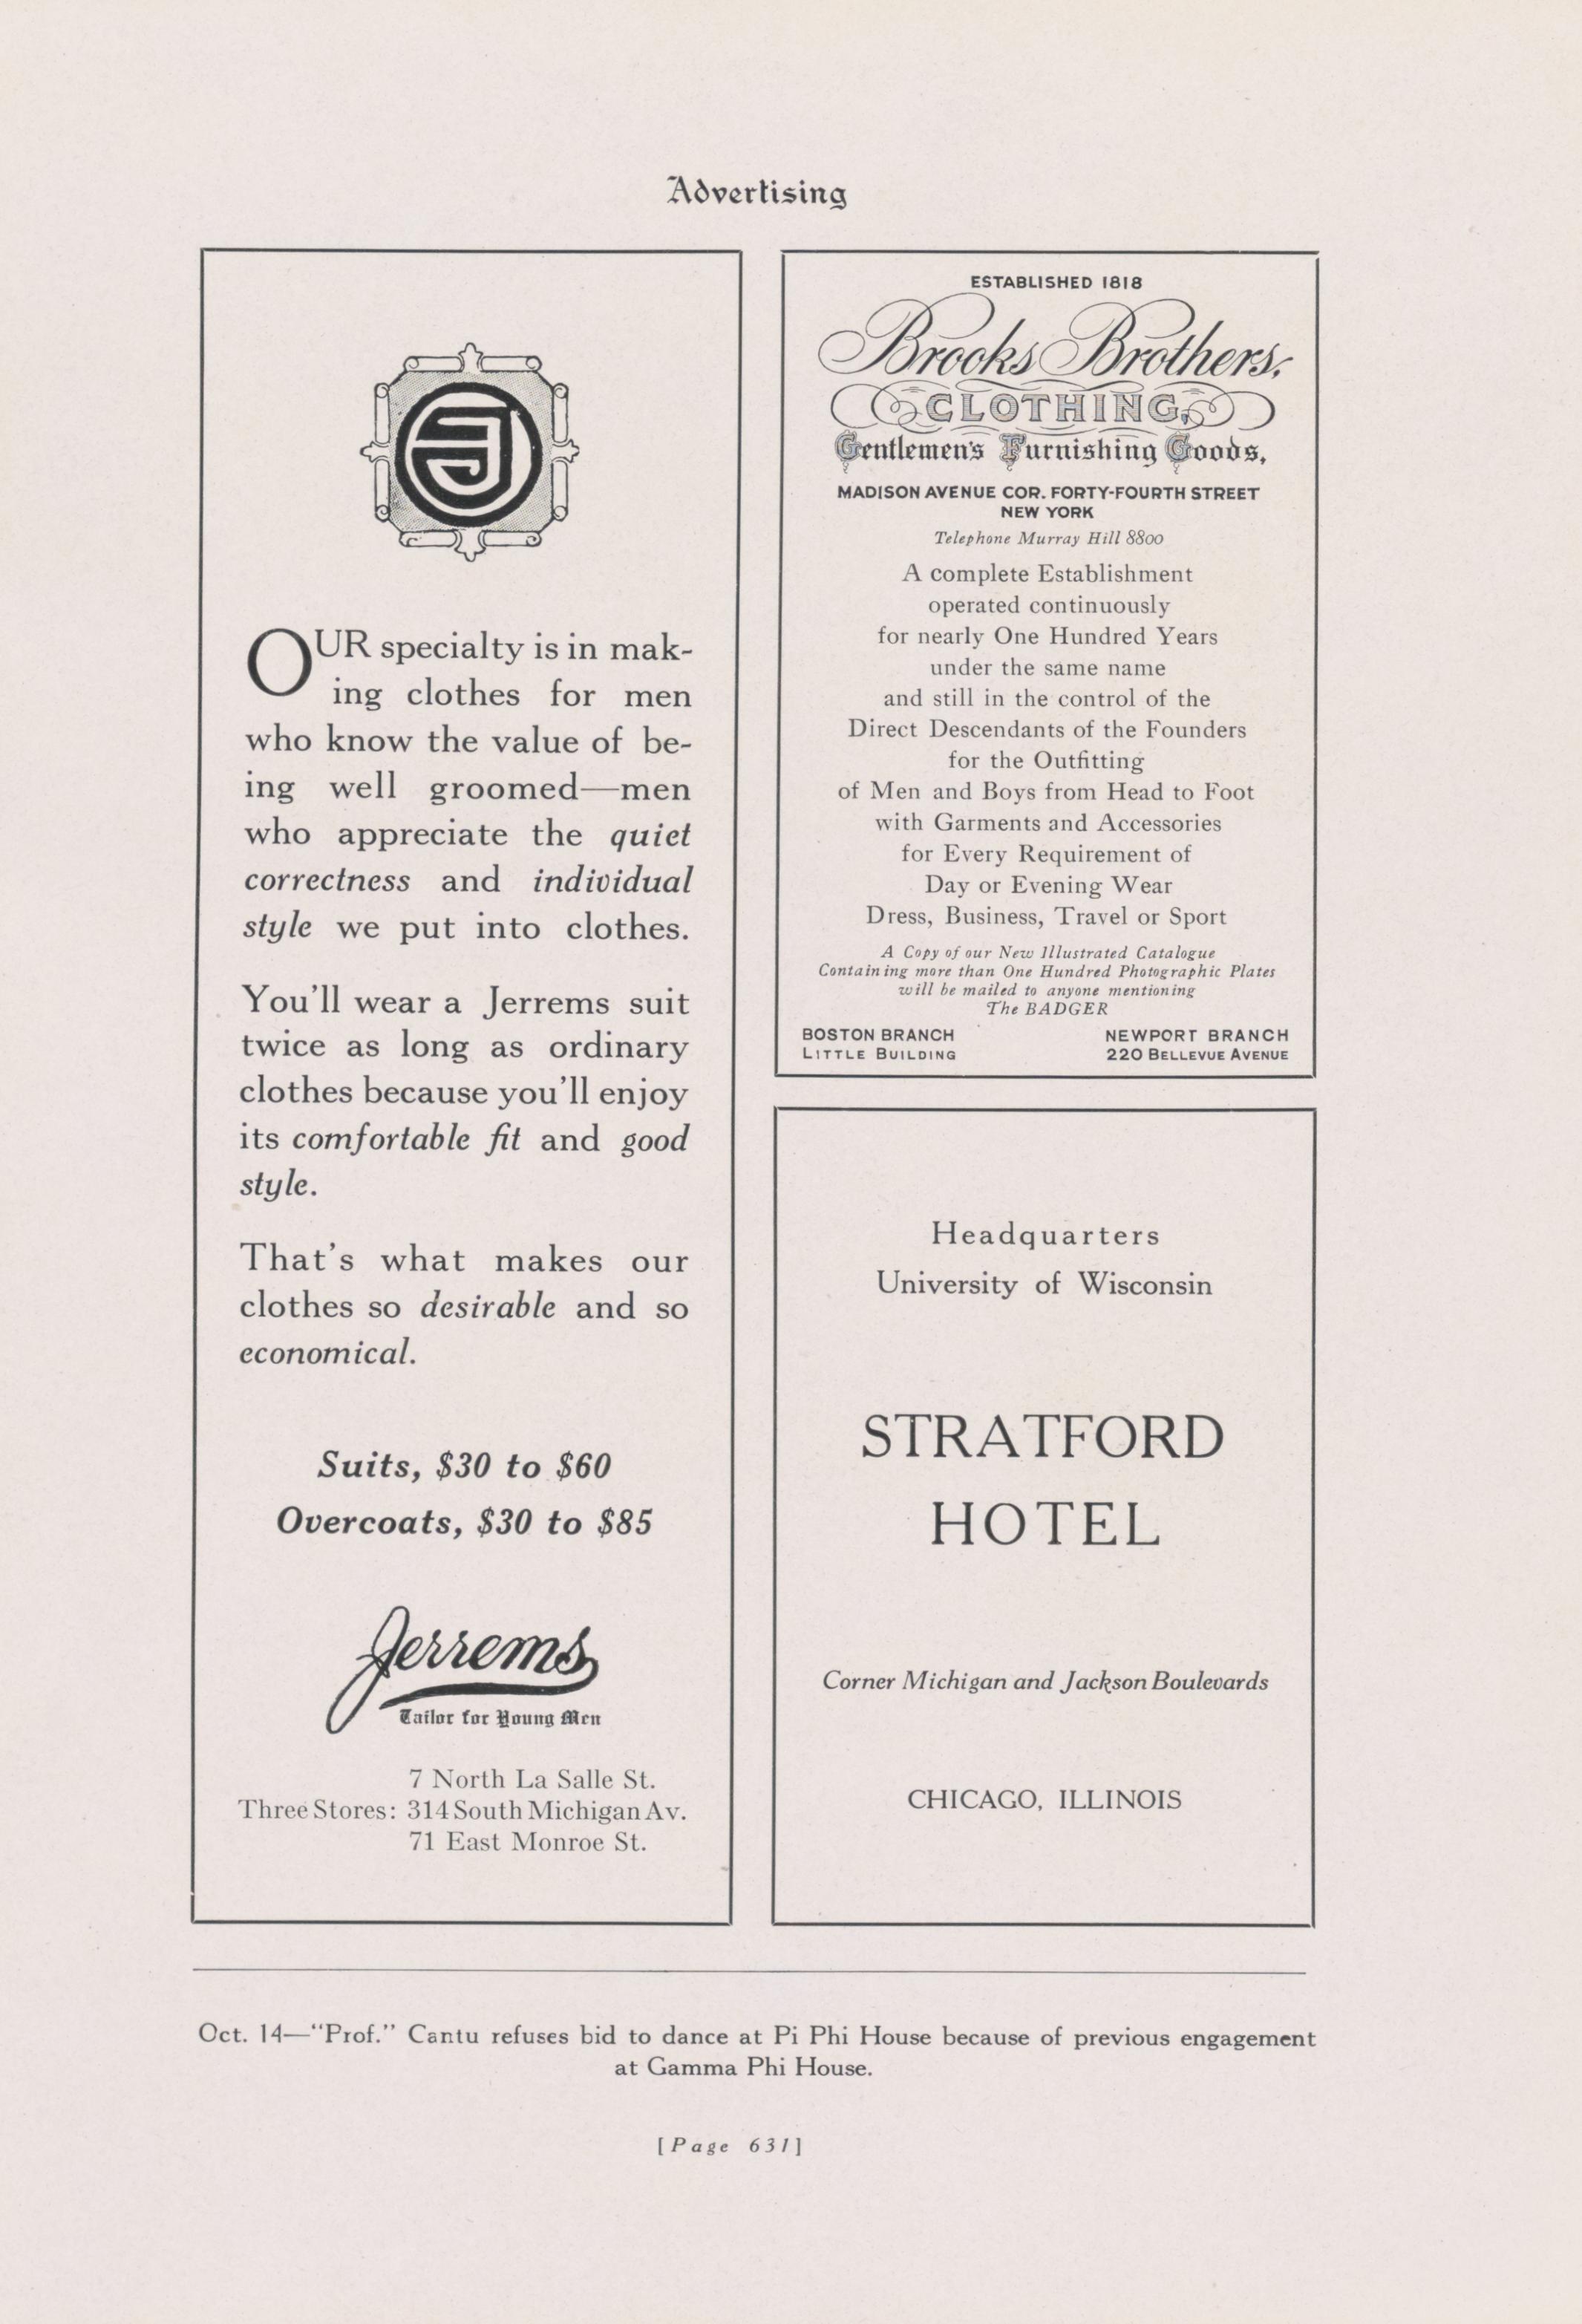 Advertising
OUR specialty is in mak-
ing clothes for men
who know the value of be-
ing well groomed—men
who appreciate the quiet
correctness and individual
style we put into clothes.
You'll wear a Jerrems suit
twice as long as ordinary
clothes because you'll enjoy
its comfortable fit and good
style.
That's what makes our
clothes so desirable and so
economical.
Suits, $30 to $60
Overcoats, $30 to $85
Jerrems
Tailor for Young Men
7 North La Salle St.
Three Stores: 314 South Michigan Av.
71 East Monroe St.
ESTABLISHED 1818
Brooks Brothers,
CLOTHING,
Gentlemen's Furnishing Goods,
MADISON AVENUE COR. FORTY-FOURTH STREET
NEW YORK
Telephone Murray Hill 8800
A complete Establishment
operated continuously
for nearly One Hundred Years
under the same name
and still in the control of the
Direct Descendants of the Founders
for the Outfitting
of Men and Boys from Head to Foot
with Garments and Accessories
for Every Requirement of
Day or Evening Wear
Dress, Business, Travel or Sport
A Copy of our New Illustrated Catalogue
Containing more than One Hundred Photographic Plates
will be mailed to anyone mentioning
The BADGER
BOSTON BRANCH
LITTLE BUILDING
NEWPORT BRANCH
220 BELLEVUE AVENUE
Headquarters
University of Wisconsin
STRATFORD
HOTEL
Corner Michigan and Jackson Boulevards
CHICAGO, ILLINOIS
Oct. 14—"Prof." Cantu refuses bid to dance at Pi Phi House because of previous engagement
at Gamma Phi House.
[Page 631]